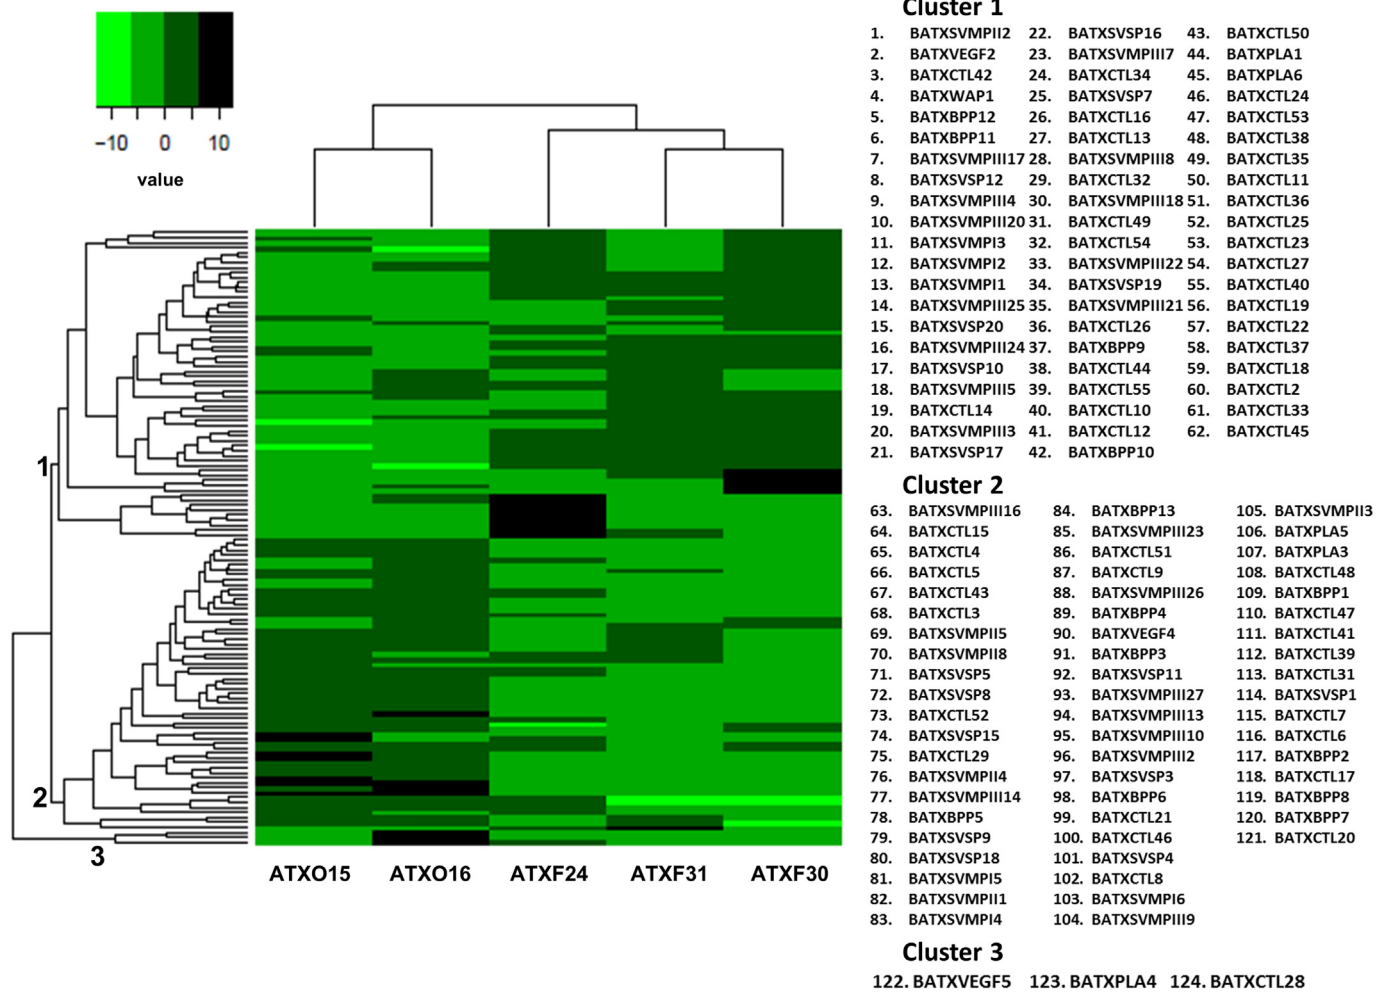 Cluster 1
1. BATXSVMPII2 22. BATXSVSP16 43. BATXCTL50
2. BATXVEGF2 23. BATXSVMPIII7 44. BATXPLA1
3. BATXCTL42 24. BATXCTL34 45. BATXPLA6
4. BATXWAP1 25. BATXSVSP7 46. BATXCTL24
5. BATXBPP12 26. BATXCTL16 47. BATXCTL53
6. BATXBPP11 27. BATXCTL13 48. BATXCTL38
7. BATXSVMPIII17 28. BATXSVMPIII8 49. BATXCTL35
8. BATXSVSP12 29. BATXCTL32 50. BATXCTL11
9. BATXSVMPIII4 30. BATXSVMPIII18 51. BATXCTL36
10. BATXSVMPIII20 31. BATXCTL49 52. BATXCTL25
11. BATXSVMPI3 32. BATXCTL54 53. BATXCTL23
12. BATXSVMPI2 33. BATXSVMPIII22 54. BATXCTL27
13. BATXSVMPI1 34. BATXSVSP19 55. BATXCTL40
14. BATXSVMPIII25 35. BATXSVMPIII21 56. BATXCTL19
15. BATXSVSP20 36. BATXCTL26 57. BATXCTL22
16. BATXSVMPIII24 37. BATXBPP9 58. BATXCTL37
17. BATXSVSP10 38. BATXCTL44 59. BATXCTL18
18. BATXSVMPIII5 39. BATXCTL55 60. BATXCTL2
19. BATXCTL14 40. BATXCTL10 61. BATXCTL33
20. BATXSVMPIII3 41. BATXCTL12 62. BATXCTL45
21. BATXSVSP17 42. BATXBPP10
Cluster 2
63. BATXSVMPIII16 84. BATXBPP13 105. BATXSVMPII3
64. BATXCTL15 85. BATXSVMPIII23 106. BATXPLA5
65. BATXCTL4 86. BATXCTL51 107. BATXPLA3
66. BATXCTL5 87. BATXCTL9 108. BATXCTL48
67. BATXCTL43 88. BATXSVMPIII26 109. BATXBPP1
68. BATXCTL3 89. BATXBPP4 110. BATXCTL47
69. BATXSVMPII5 90. BATXVEGF4 111. BATXCTL41
70. BATXSVMPII8 91. BATXBPP3 112. BATXCTL39
71. BATXSVSP5 92. BATXSVSP11 113. BATXCTL31
72. BATXSVSP8 93. BATXSVMPIII27 114. BATXSVSP1
73. BATXCTL52 94. BATXSVMPIII13 115. BATXCTL7
74. BATXSVSP15 95. BATXSVMPIII10 116. BATXCTL6
75. BATXCTL29 96. BATXSVMPIII2 117. BATXBPP2
76. BATXSVMPII4 97. BATXSVSP3 118. BATXCTL17
77. BATXSVMPIII14 98. BATXBPP6 119. BATXBPP8
78. BATXBPP5 99. BATXCTL21 120. BATXBPP7
79. BATXSVSP9 100. BATXCTL46 121. BATXCTL20
80. BATXSVSP18 101. BATXSVSP4
81. BATXSVMPI5 102. BATXCTL8
82. BATXSVMPII1 103. BATXSVMPI6
83. BATXSVMPI4 104. BATXSVMPIII9
Cluster 3
122. BATXVEGF5 123. BATXPLA4 124. BATXCTL28
−10 0 10
value
1
2
3
ATXO15 ATXO16 ATXF24 ATXF31 ATXF30